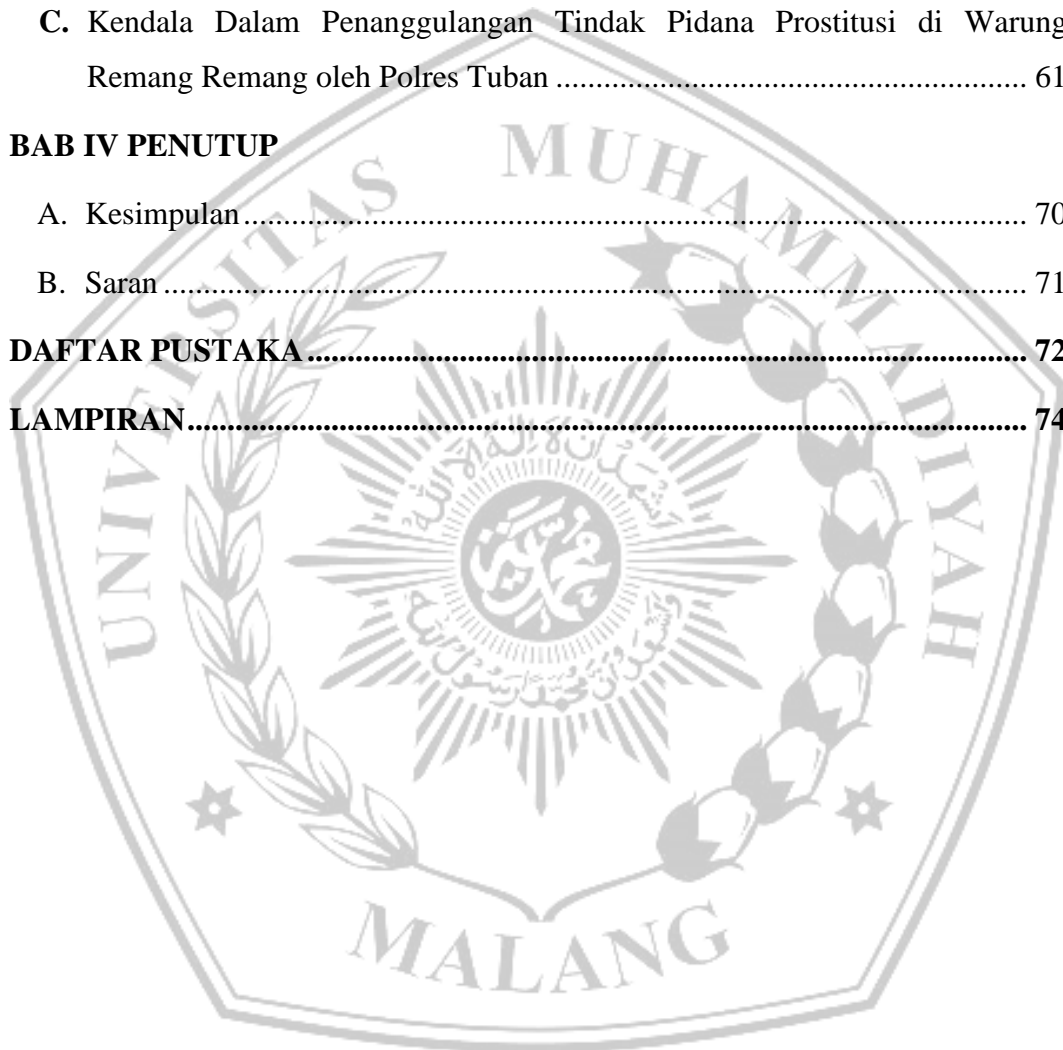 C. Kendala Dalam Penanggulangan Tindak Pidana Prostitusi di Warung
Remang Remang oleh Polres Tuban ........................................................... 61
BAB IV PENUTUP
A. Kesimpulan .................................................................................................. 70
B. Saran ............................................................................................................ 71
DAFTAR PUSTAKA .......................................................................................... 72
LAMPIRAN ......................................................................................................... 74
UNIVERSITAS MUHAMMADIYAH
MALANG